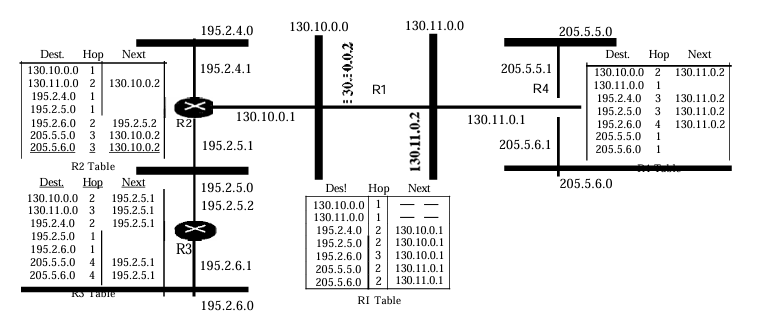 195.2.4.0
130.10.0.0
130.11.0.0
205.5.5.0
Dest. Hop Next
130.10.0.0 1
130.11.0.0 2 130.10.0.2
195.2.4.0 1
195.2.5.0 1
195.2.6.0 2 195.2.5.2
205.5.5.0 3 130.10.0.2
205.5.6.0 3 130.10.0.2
R2 Table
195.2.4.1
R2
195.2.5.1
130.10.0.1
130.10.0.2
R1
130.11.0.2
130.11.0.1
205.5.5.1
R4
205.5.6.1
205.5.6.0
Dest. Hop Next
130.10.0.0 2 130.11.0.2
130.11.0.0 1
195.2.4.0 3 130.11.0.2
195.2.5.0 3 130.11.0.2
195.2.6.0 4 130.11.0.2
205.5.5.0 1
205.5.6.0 1
R4 Table
195.2.5.0
195.2.5.2
Dest. Hop Next
130.10.0.0 2 195.2.5.1
130.11.0.0 3 195.2.5.1
195.2.4.0 2 195.2.5.1
195.2.5.0 1
195.2.6.0 1
205.5.5.0 4 195.2.5.1
205.5.6.0 4 195.2.5.1
R3 Table
R3
195.2.6.1
195.2.6.0
Des! Hop Next
130.10.0.0 1 — —
130.11.0.0 1 — —
195.2.4.0 2 130.10.0.1
195.2.5.0 2 130.10.0.1
195.2.6.0 3 130.10.0.1
205.5.5.0 2 130.11.0.1
205.5.6.0 2 130.11.0.1
RI Table